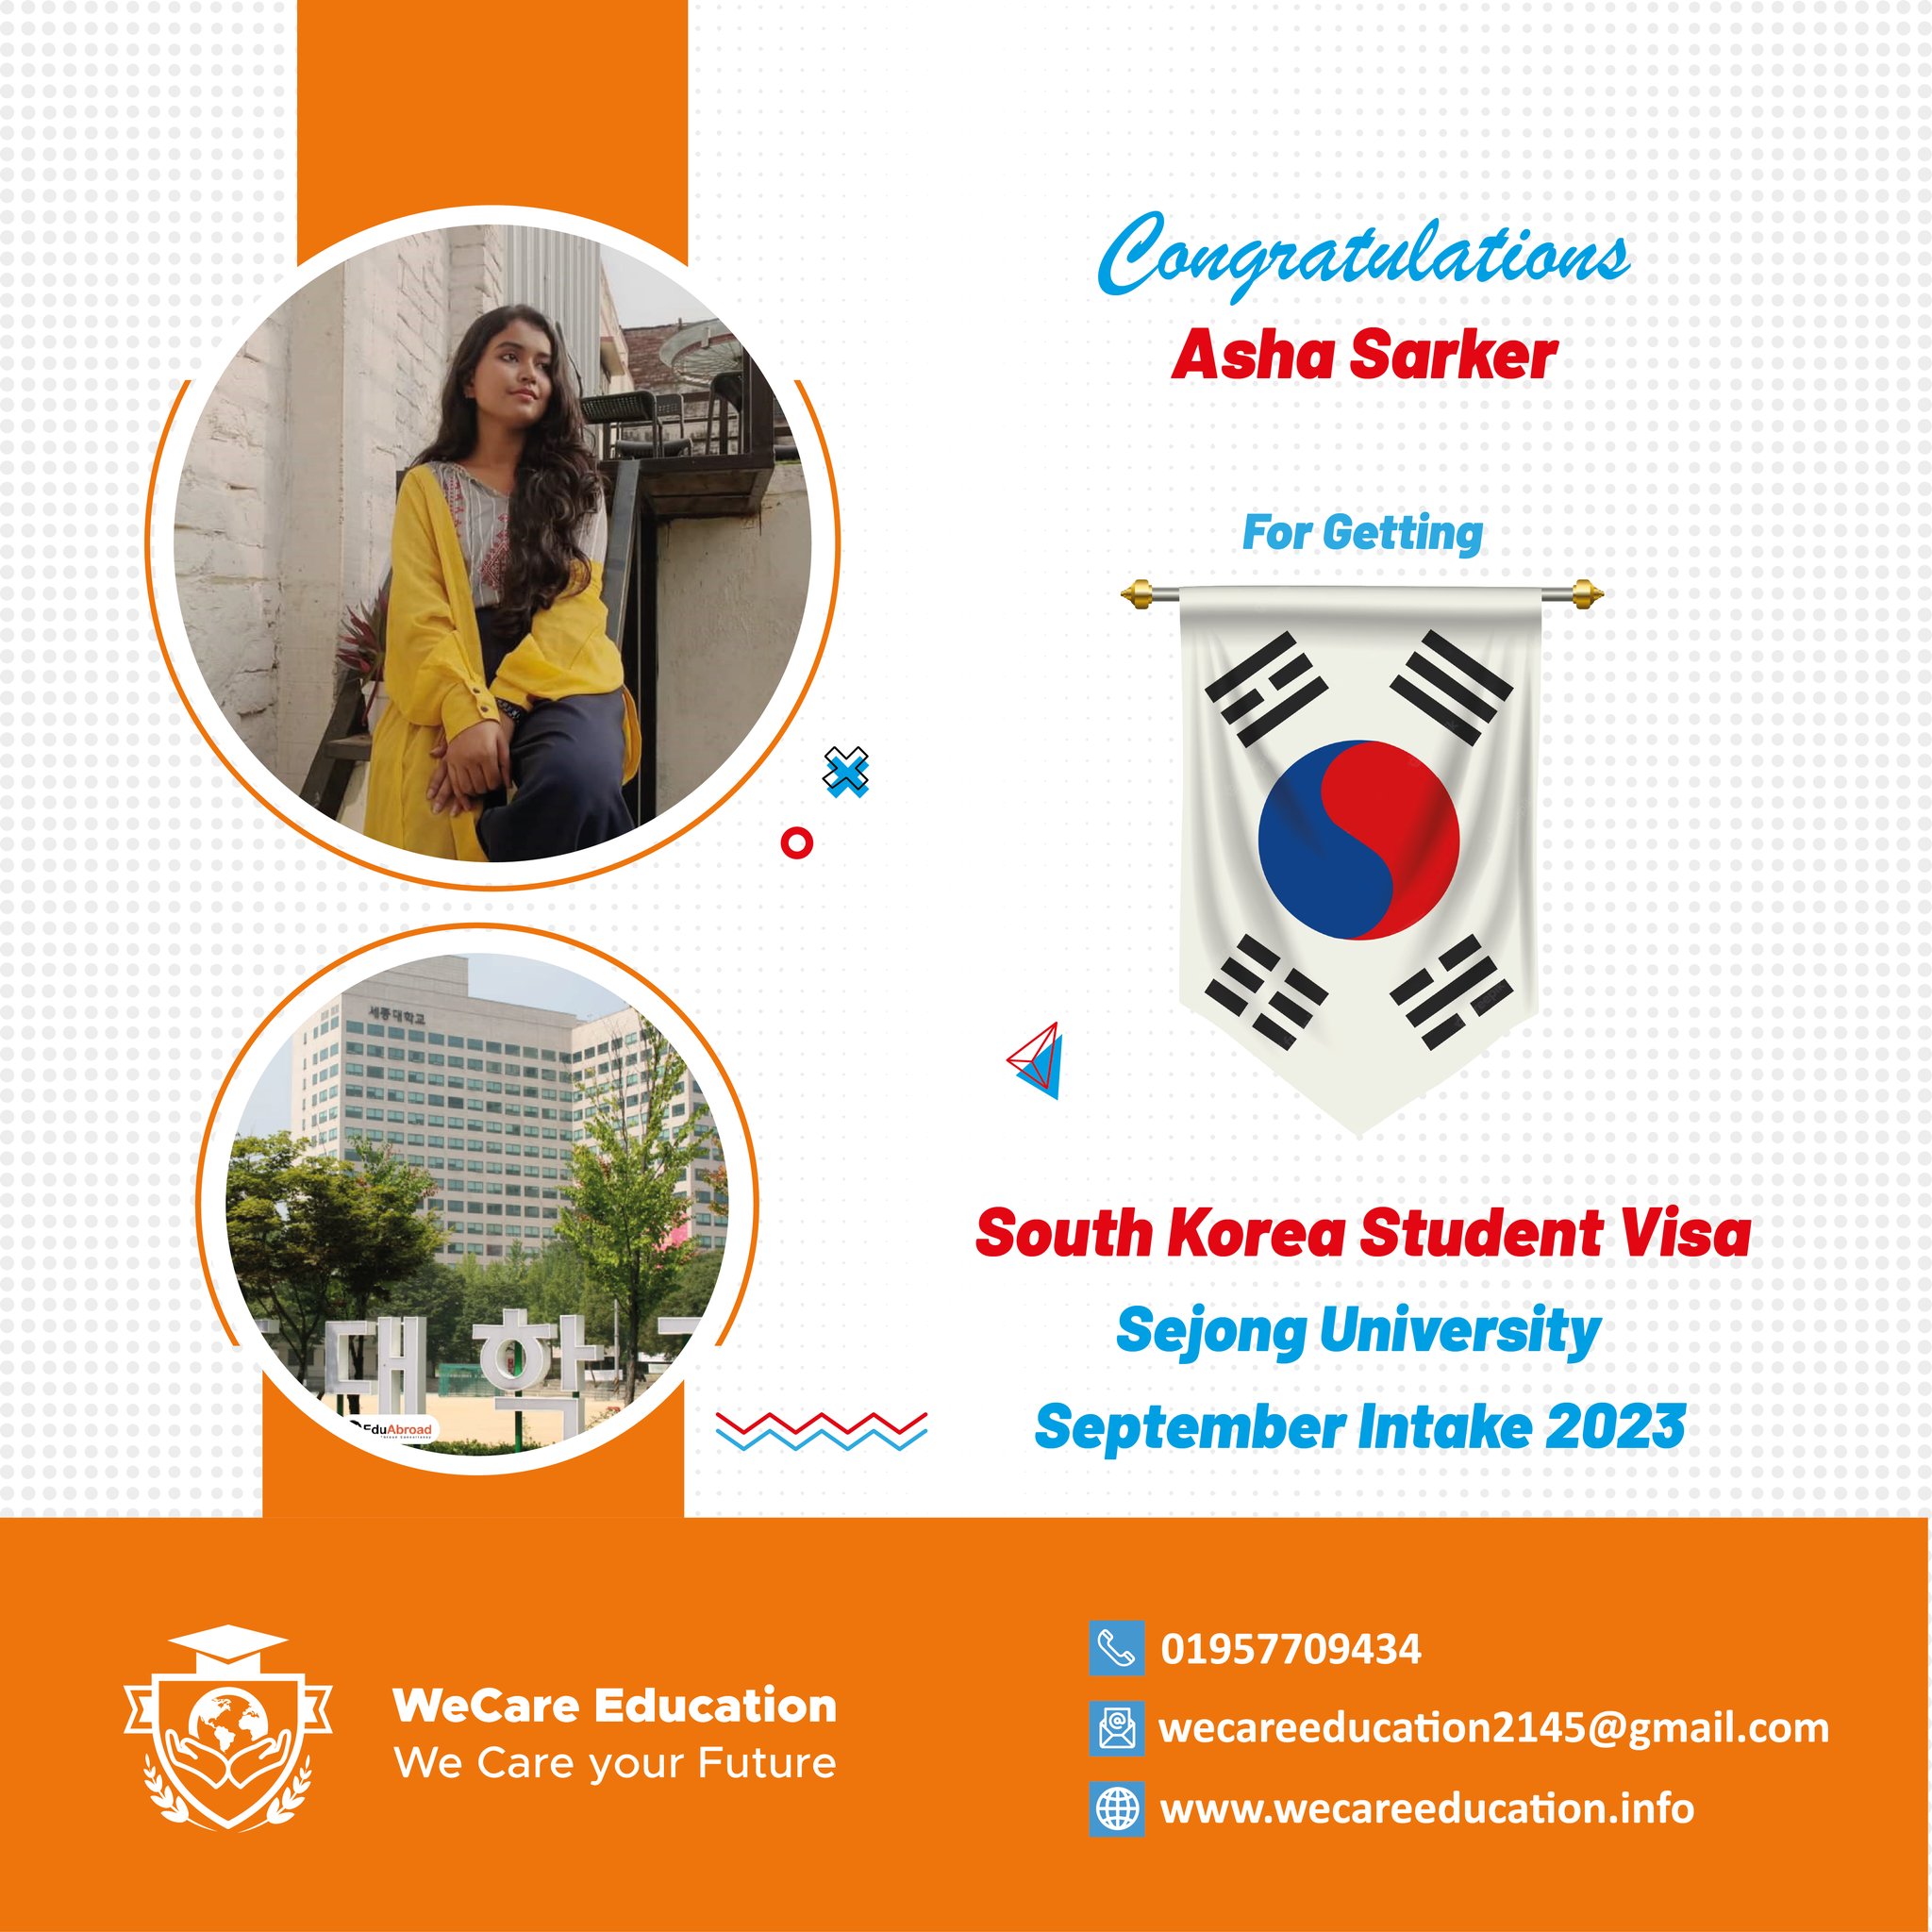 Congratulations
Asha Sarker
For Getting
세종대학교
대학
EduAbroad
South Korea Student Visa
Sejong University
September Intake 2023
WeCare Education
We Care your Future
01957709434
wecareeducation2145@gmail.com
www.wecareeducation.info